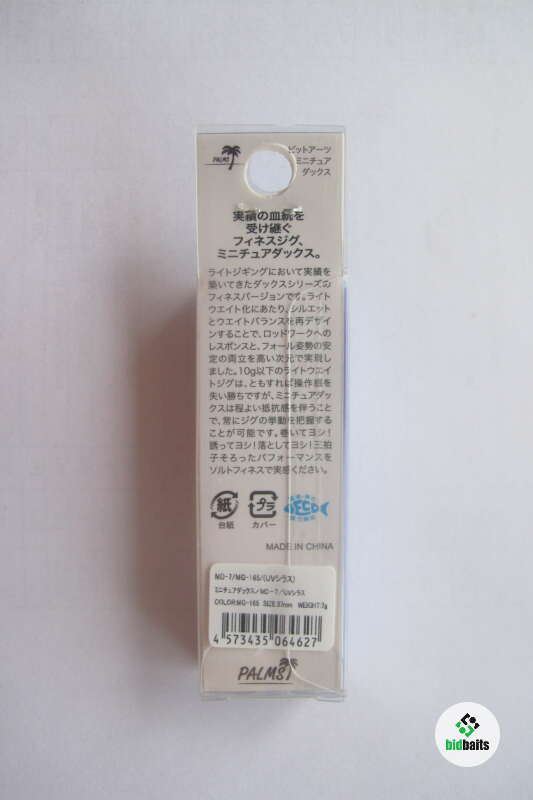 PALMS
ピットアーツ
ミニチュア
ダックス
実績の血統を
受け継ぐ
フィネスジグ、
ミニチュアダックス。
ライトジギングにおいて実績を
築いてきたダックスシリーズの
フィネスバージョンです。ライト
ウエイト化にあたり、シルエット
とウエイトバランスを再デザイ
ンすることで、ロッドワークへの
レスポンスと、フォール姿勢の安
定の両立を高い次元で実現し
ました。10g以下のライトウエイ
トジグは、ともすれば操作感を
失い勝ちですが、ミニチュアダッ
クスは程よい抵抗感を伴うこと
で、常にジグの挙動を把握する
ことが可能です。巻いてヨシ!
誘ってヨシ!落としてヨシ!三拍
子そろったパフォーマンスを
ソルトフィネスで実感ください。
紙 プラ ECO
台紙 カバー
MADE IN CHINA
MD-7/MG-165/(UVシラス)
ミニチュアダックス/MD-7/UVシラス
COLOR:MG-165 SIZE:37mm WEIGHT:7g
4 573435 064627
PALMS
bidbaits